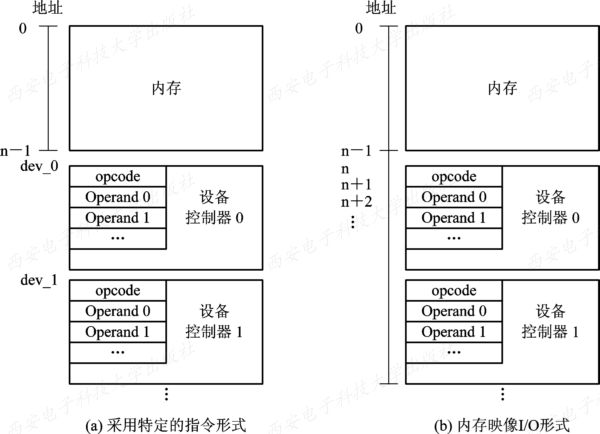 地址
0
内存
n－1
dev_0
opcode
Operand 0
Operand 1
…
设备
控制器 0
dev_1
opcode
Operand 0
Operand 1
…
设备
控制器 1
⋮
(a) 采用特定的指令形式
地址
0
内存
n－1
n
n＋1
n＋2
⋮
opcode
Operand 0
Operand 1
…
设备
控制器 0
opcode
Operand 0
Operand 1
…
设备
控制器 1
⋮
(b) 内存映像I/O形式
西安电子科技大学出版社